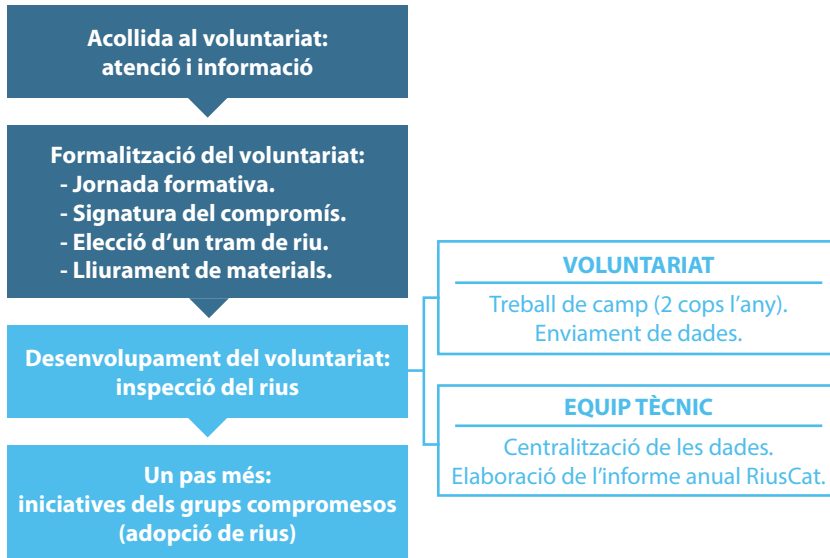 Acollida al voluntariat:
atenció i informació
Formalització del voluntariat:
- Jornada formativa.
- Signatura del compromís.
- Elecció d’un tram de riu.
- Lliurament de materials.
Desenvolupament del voluntariat:
inspecció del rius
VOLUNTARIAT
Treball de camp (2 cops l’any).
Enviament de dades.
EQUIP TÈCNIC
Centralització de les dades.
Elaboració de l’informe anual RiusCat.
Un pas més:
iniciatives dels grups compromesos
(adopció de rius)